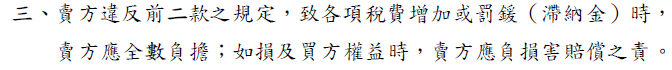 三、賣方違反前二款之規定，致各項稅費增加或罰鍰（滯納金）時，
賣方應全數負擔；如損及買方權益時，賣方應負損害賠償之責。